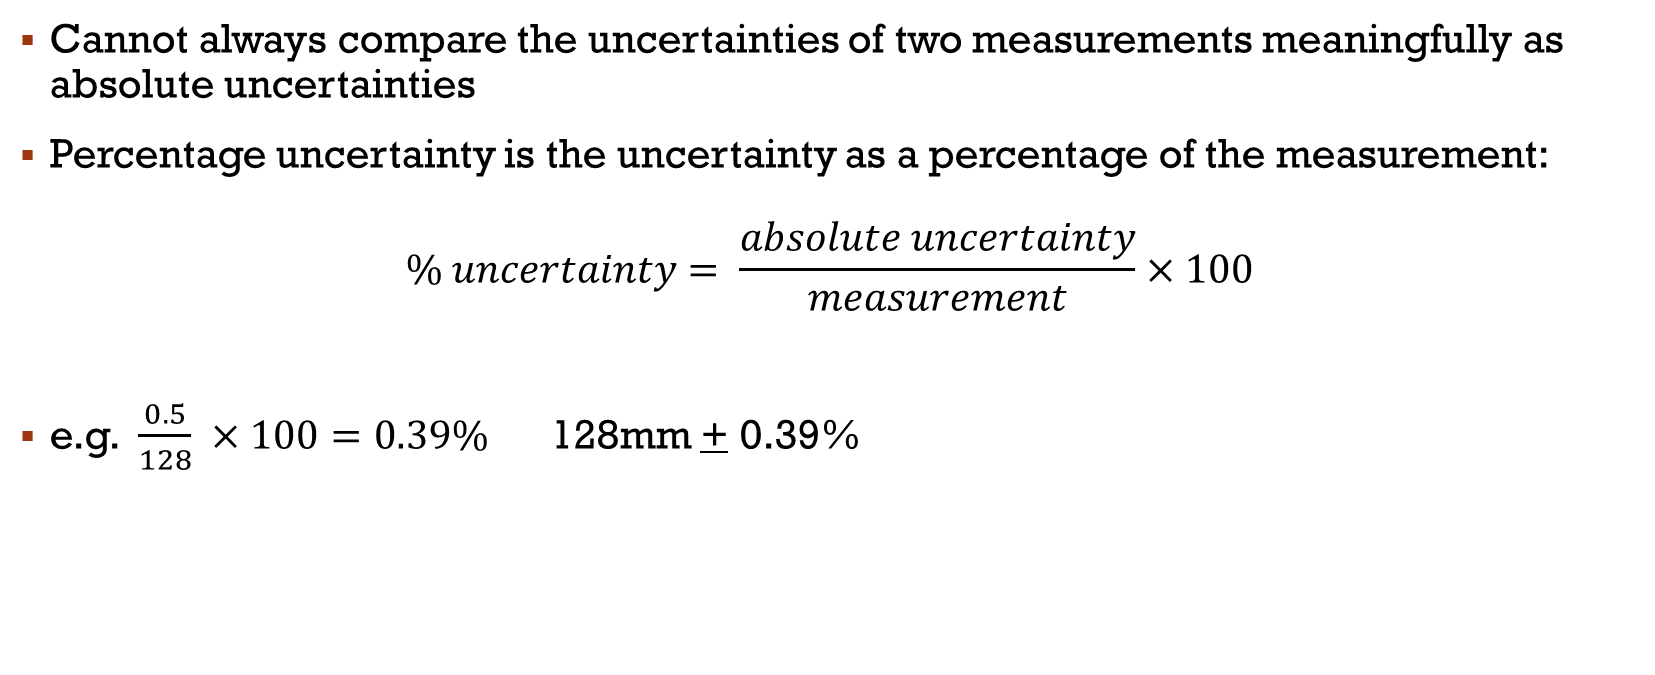 ▪ Cannot always compare the uncertainties of two measurements meaningfully as
absolute uncertainties
▪ Percentage uncertainty is the uncertainty as a percentage of the measurement:
% uncertainty = absolute uncertainty / measurement × 100
▪ e.g. 0.5/128 × 100 = 0.39% 128mm ± 0.39%